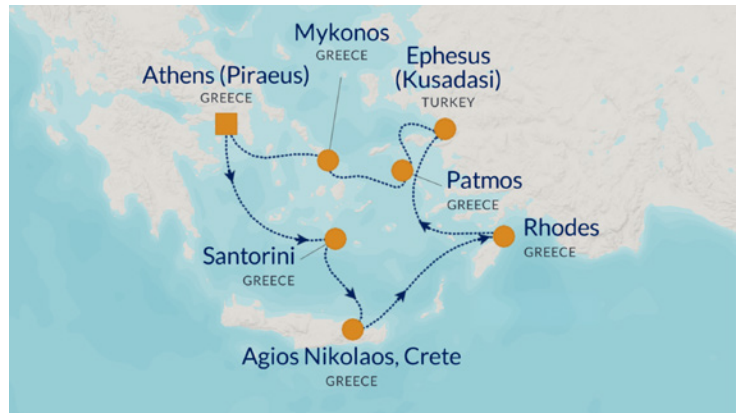 Mykonos
GREECE
Ephesus
(Kusadasi)
TURKEY
Athens (Piraeus)
GREECE
Patmos
GREECE
Rhodes
GREECE
Santorini
GREECE
Agios Nikolaos, Crete
GREECE